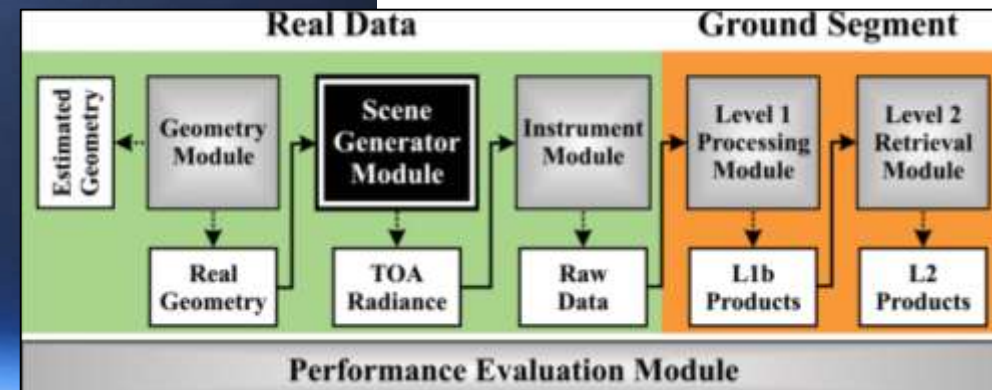 Real Data
Ground Segment
Estimated
Geometry
Geometry
Module
Scene
Generator
Module
Instrument
Module
Level 1
Processing
Module
Level 2
Retrieval
Module
Real
Geometry
TOA
Radiance
Raw
Data
L1b
Products
L2
Products
Performance Evaluation Module